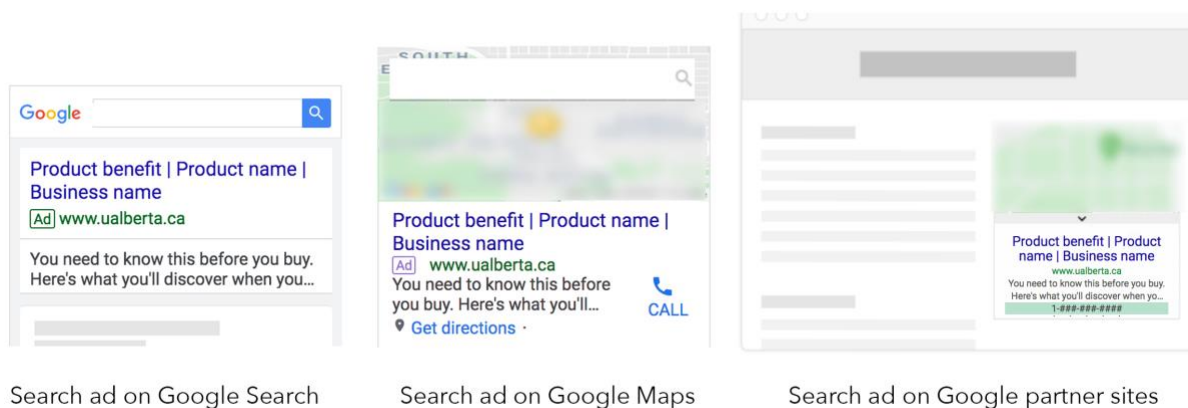 Google
Product benefit | Product name |
Business name
Ad www.ualberta.ca
You need to know this before you buy.
Here's what you'll discover when you...
SOUTH
E
Product benefit | Product name |
Business name
Ad www.ualberta.ca
You need to know this before
you buy. Here's what you'll...
CALL
Get directions ·
Product benefit | Product
name | Business name
www.ualberta.ca
You need to know this before you buy.
Here's what you'll discover when yo...
1-###-###-####
Search ad on Google Search
Search ad on Google Maps
Search ad on Google partner sites